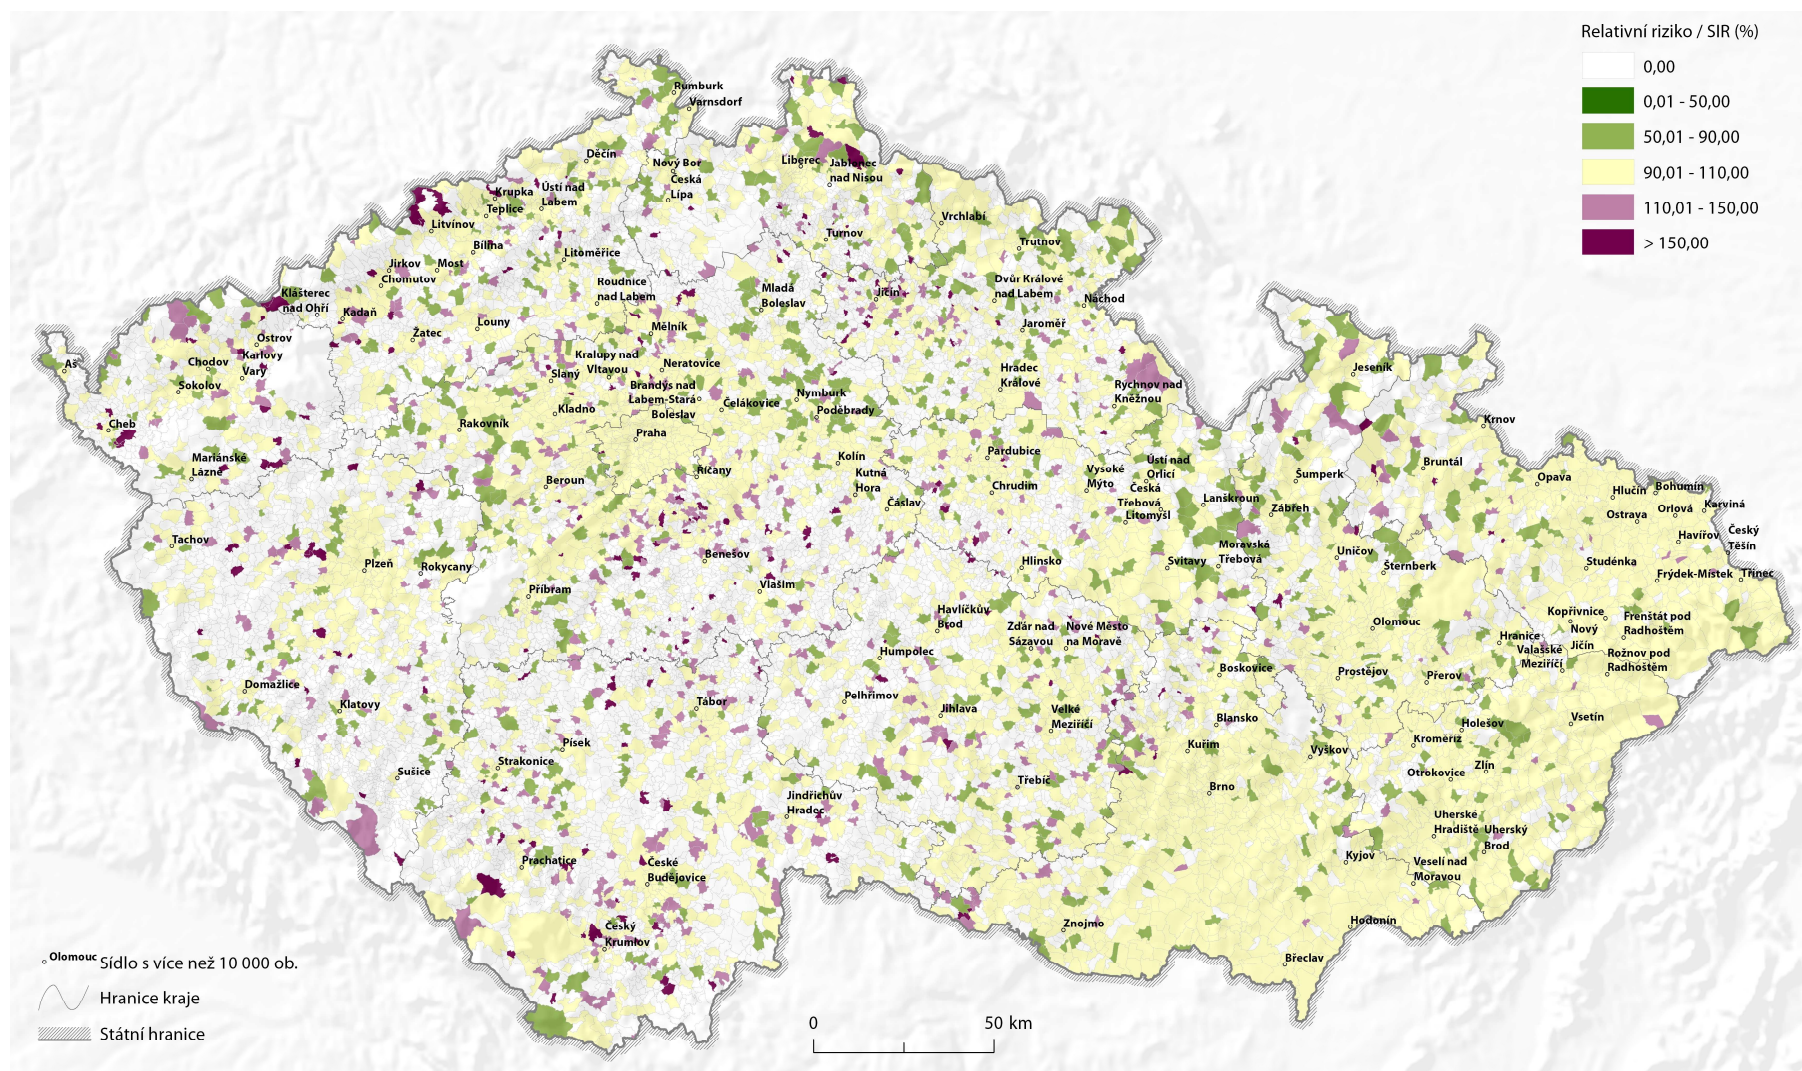 Relativní riziko / SIR (%)
0,00
0,01 - 50,00
50,01 - 90,00
90,01 - 110,00
110,01 - 150,00
> 150,00
Rumburk
Varnsdorf
Děčín
Nový Bor
Česká
Lípa
Liberec
Jablonec
nad Nisou
Krupka
Ústí nad
Labem
Teplice
Litvínov
Vrchlabí
Turnov
Trutnov
Bílina
Litoměřice
Jirkov
Most
Chomutov
Roudnice
nad Labem
Mladá
Boleslav
Jičín
Dvůr Králové
nad Labem
Náchod
Klášterec
nad Ohří
Kadaň
Louny
Mělník
Jaroměř
Žatec
Ostrov
Chodov
Karlovy
Vary
Sokolov
Aš
Kralupy nad
Vltavou
Slaný
Neratovice
Hradec
Králové
Jeseník
Brandýs nad
Labem-Stará
Boleslav
Čelákovice
Nymburk
Poděbrady
Rychnov nad
Kněžnou
Kladno
Krnov
Cheb
Rakovník
Praha
Mariánské
Lázně
Říčany
Kolín
Kutná
Hora
Pardubice
Vysoké
Mýto
Ústí nad
Orlicí
Šumperk
Bruntál
Beroun
Čáslav
Chrudim
Česká
Třebová
Litomyšl
Lanškroun
Zábřeh
Opava
Hlučín
Bohumín
Ostrava
Orlová
Karviná
Havířov
Český
Těšín
Tachov
Plzeň
Rokycany
Benešov
Hlinsko
Svitavy
Moravská
Třebová
Uničov
Šternberk
Studénka
Frýdek-Místek
Třinec
Příbram
Vlašim
Havlíčkův
Brod
Žďár nad
Sázavou
Nové Město
na Moravě
Olomouc
Kopřivnice
Nový
Jičín
Frenštát pod
Radhoštěm
Hranice
Valašské
Meziříčí
Rožnov pod
Radhoštěm
Humpolec
Boskovice
Prostějov
Přerov
Domažlice
Klatovy
Tábor
Pelhřimov
Jihlava
Velké
Meziříčí
Blansko
Holešov
Vsetín
Kroměříž
Písek
Kuřim
Vyškov
Strakonice
Sušice
Třebíč
Otrokovice
Zlín
Brno
Jindřichův
Hradec
Uherské
Hradiště
Uherský
Brod
Prachatice
České
Budějovice
Kyjov
Veselí nad
Moravou
Český
Krumlov
Znojmo
Hodonín
Břeclav
Olomouc
Sídlo s více než 10 000 ob.
Hranice kraje
Státní hranice
0
50 km